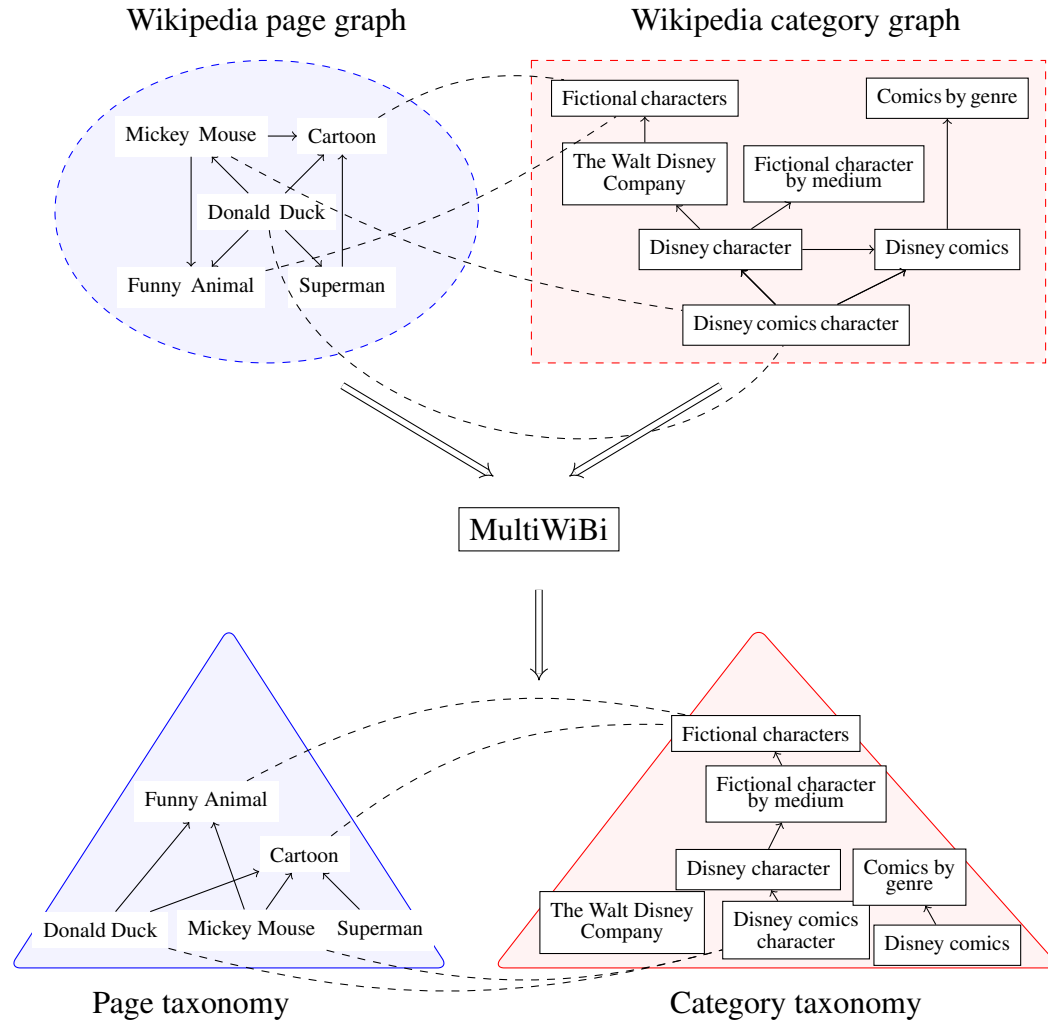 Wikipedia page graph
Wikipedia category graph
Mickey Mouse
Cartoon
Donald Duck
Funny Animal
Superman
Fictional characters
Comics by genre
The Walt Disney
Company
Fictional character
by medium
Disney character
Disney comics
Disney comics character
MultiWiBi
Funny Animal
Cartoon
Donald Duck
Mickey Mouse
Superman
Fictional characters
Fictional character
by medium
Disney character
Comics by
genre
The Walt Disney
Company
Disney comics
character
Disney comics
Page taxonomy
Category taxonomy